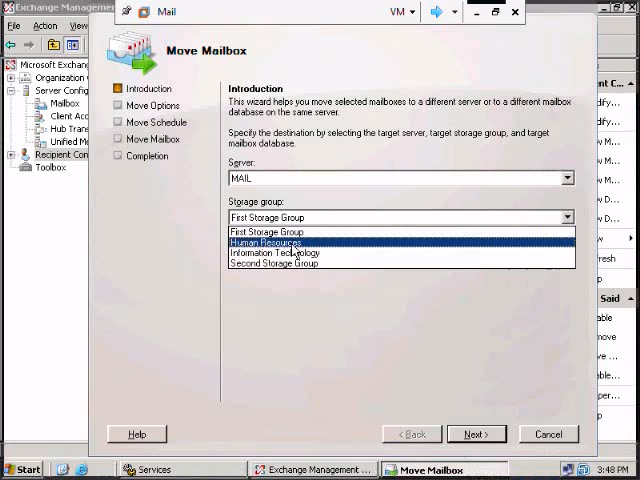 Exchange Management
Mail
VM
File Action View
Move Mailbox
Microsoft Exchange
Organization C
Server Config
Mailbox
Client Acce
Hub Trans
Unified M
Recipient Con
Toolbox
Introduction
Move Options
Move Schedule
Move Mailbox
Completion
Introduction
This wizard helps you move selected mailboxes to a different server or to a different mailbox
database on the same server.
Specify the destination by selecting the target server, target storage group, and target
mailbox database.
Server:
MAIL
Storage group:
First Storage Group
First Storage Group
Human Resources
Information Technology
Second Storage Group
Help
< Back
Next >
Cancel
Start
Services
Exchange Management ...
Move Mailbox
3:48 PM